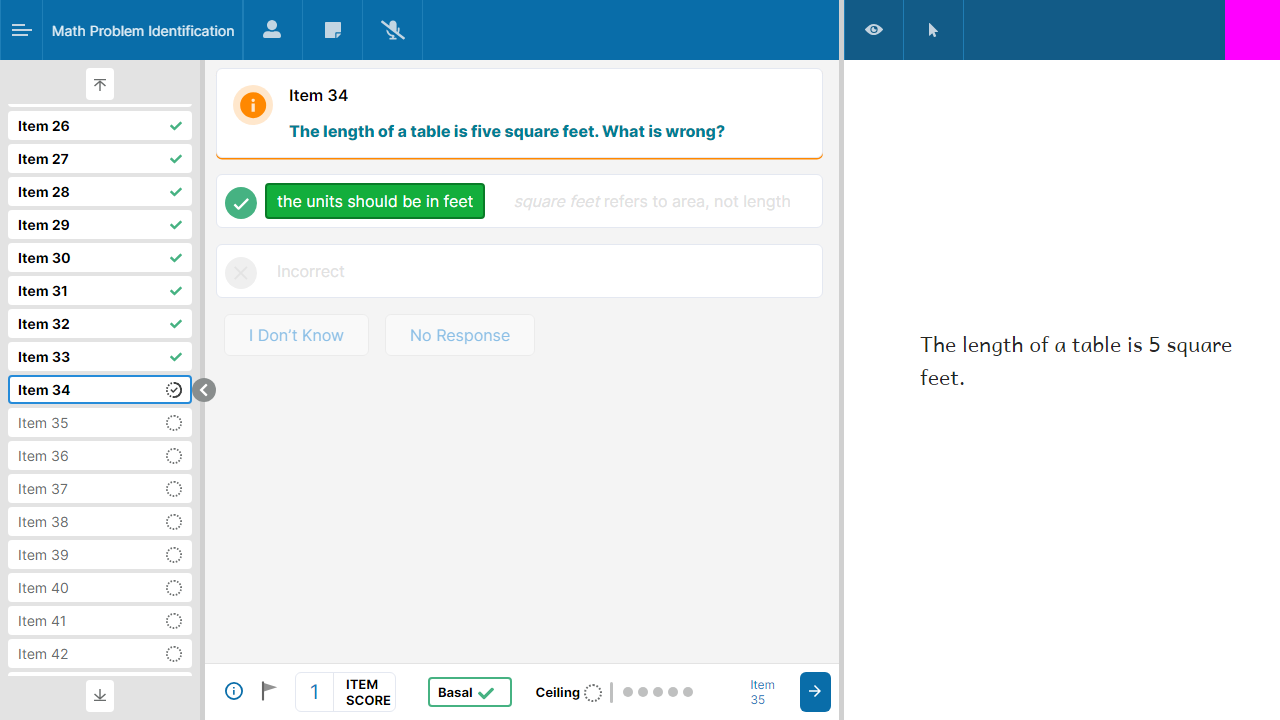 Math Problem Identification
Item 26
Item 27
Item 28
Item 29
Item 30
Item 31
Item 32
Item 33
Item 34
Item 35
Item 36
Item 37
Item 38
Item 39
Item 40
Item 41
Item 42
Item 34
The length of a table is five square feet. What is wrong?
the units should be in feet square feet refers to area, not length
Incorrect
I Don't Know No Response
1 ITEM
SCORE
Basal
Ceiling
Item
35
The length of a table is 5 square
feet.